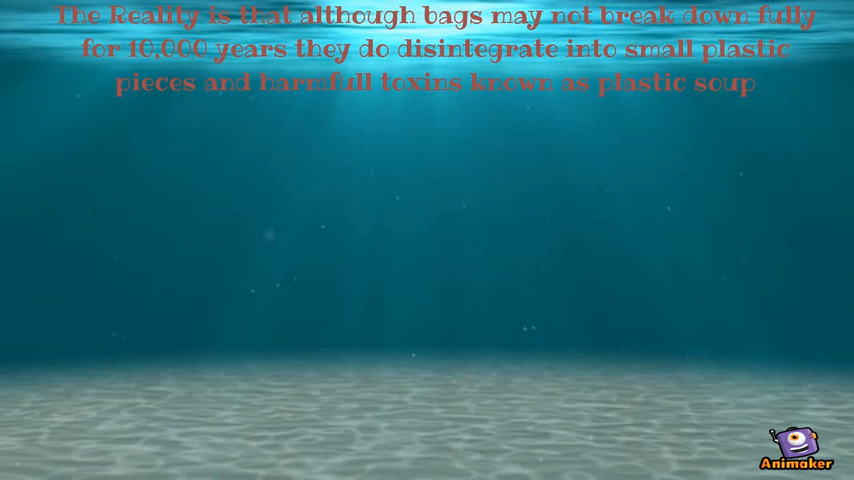 The Reality is that although bags may not break down fully
for 10,000 years they do disintegrate into small plastic
pieces and harmfull toxins known as plastic soup
Animaker